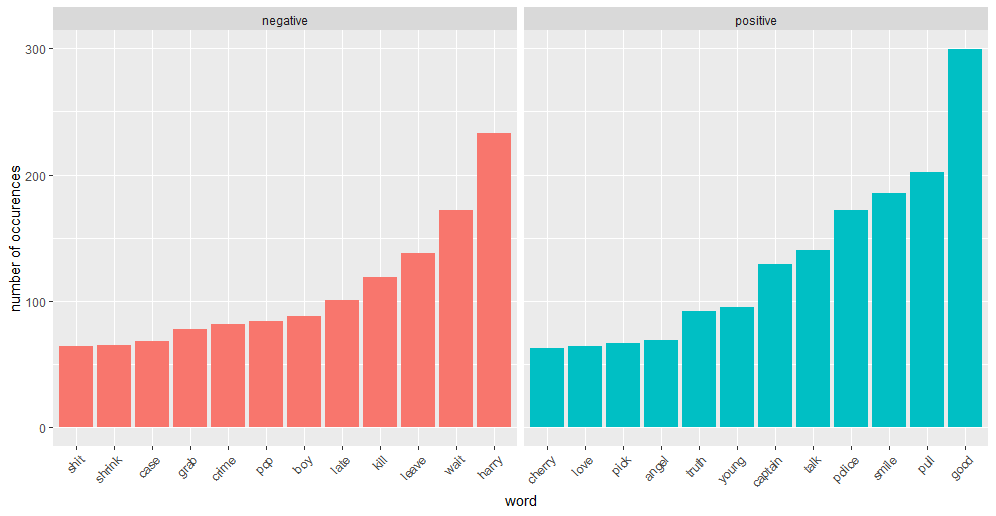 negative
positive
number of occurences
300
200
100
0
shit
shrink
case
grab
crime
pop
boy
late
kill
leave
wait
harry
cherry
love
pick
angel
truth
young
captain
talk
police
smile
pull
good
word